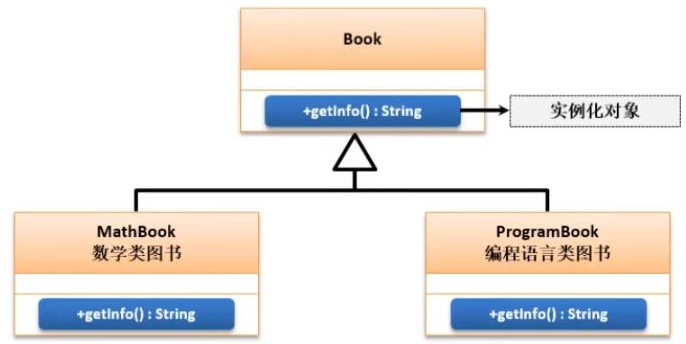 Book
+getInfo() : String
实例化对象
MathBook
数学类图书
+getInfo() : String
ProgramBook
编程语言类图书
+getInfo() : String